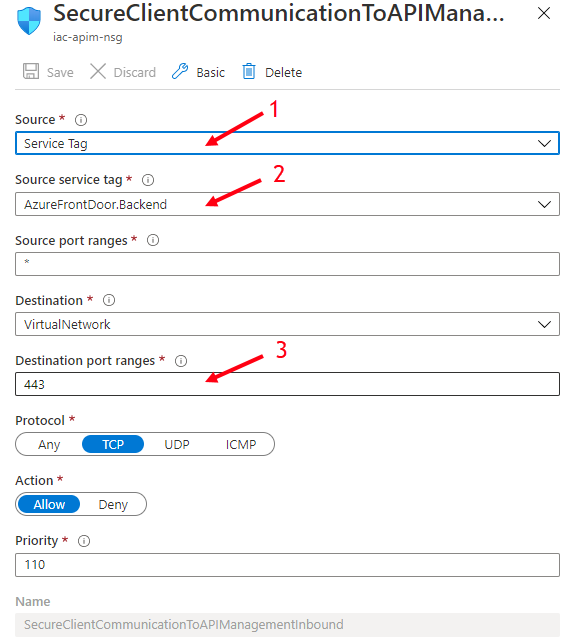 SecureClientCommunicationToAPIMana...
iac-apim-nsg
Save Discard Basic Delete
Source *
1
Service Tag
Source service tag *
2
AzureFrontDoor.Backend
Source port ranges *
*
Destination *
VirtualNetwork
Destination port ranges *
3
443
Protocol *
Any TCP UDP ICMP
Action *
Allow Deny
Priority *
110
Name
SecureClientCommunicationToAPIManagementInbound